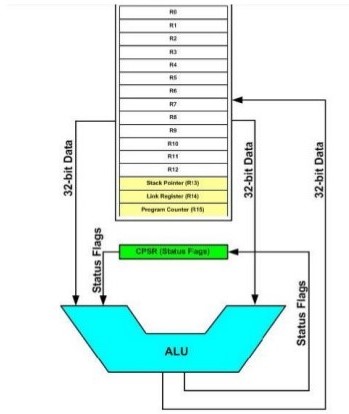 R0
R1
R2
R3
R4
R5
R6
R7
R8
R9
R10
R11
R12
Stack Pointer (R13)
Link Register (R14)
Program Counter (R15)
32-bit Data
32-bit Data
32-bit Data
CPSR (Status Flags)
Status Flags
Status Flags
ALU